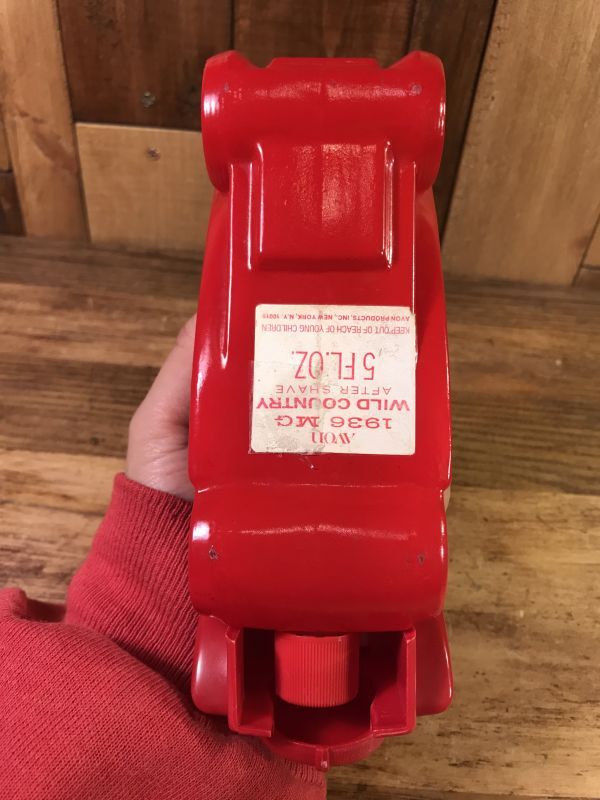 AVON
1936 MG
WILD COUNTRY
AFTER SHAVE
5 FL. OZ.
KEEP OUT OF REACH OF YOUNG CHILDREN
AVON PRODUCTS, INC., NEW YORK, N.Y. 10019